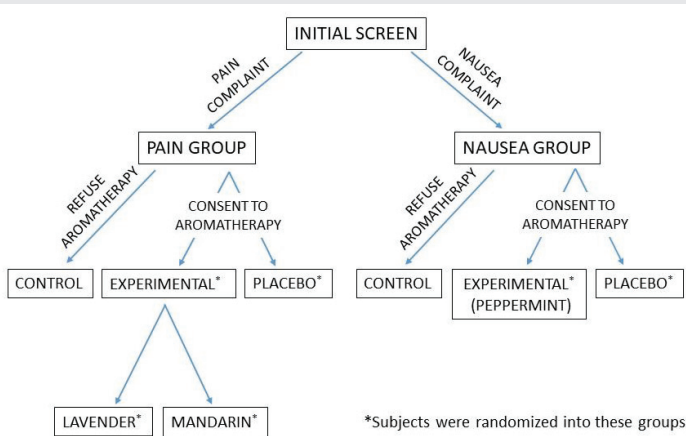 INITIAL SCREEN
PAIN
COMPLAINT
NAUSEA
COMPLAINT
PAIN GROUP
NAUSEA GROUP
REFUSE
AROMATHERAPY
CONSENT TO
AROMATHERAPY
REFUSE
AROMATHERAPY
CONSENT TO
AROMATHERAPY
CONTROL
EXPERIMENTAL*
PLACEBO*
CONTROL
EXPERIMENTAL*
(PEPPERMINT)
PLACEBO*
LAVENDER*
MANDARIN*
*Subjects were randomized into these groups